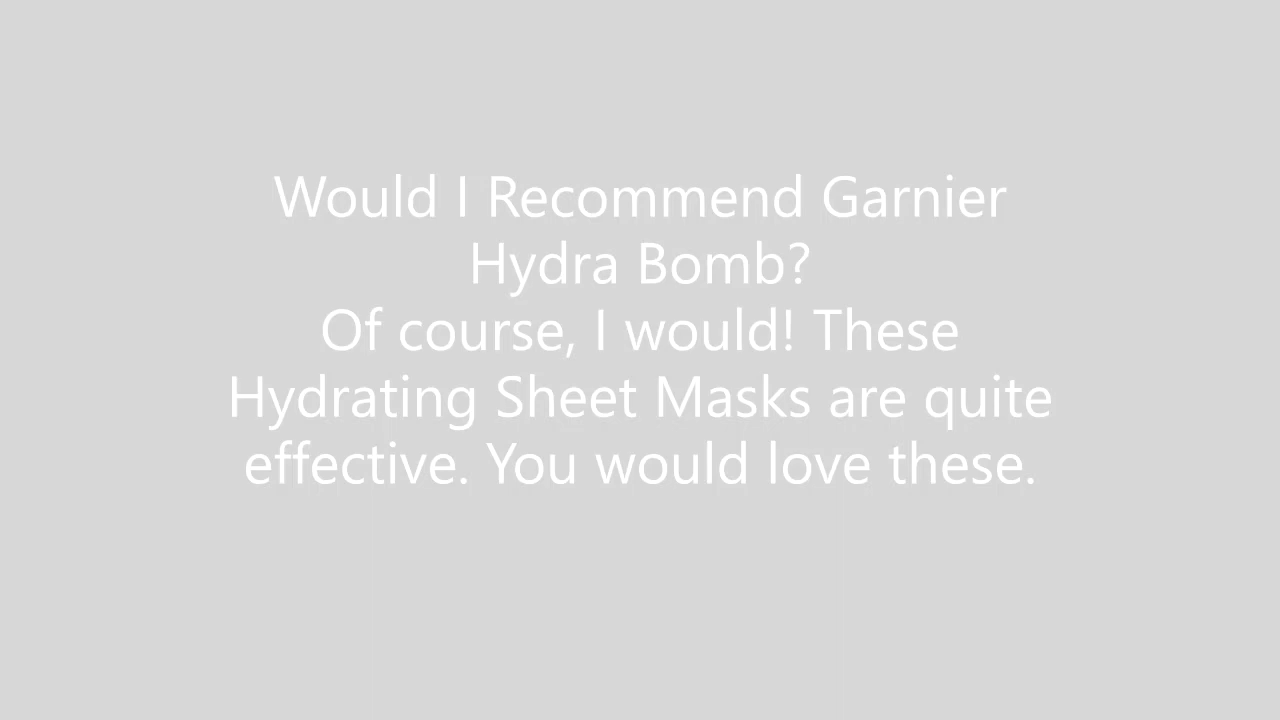 Would I Recommend Garnier
Hydra Bomb?
Of course, I would! These
Hydrating Sheet Masks are quite
effective. You would love these.